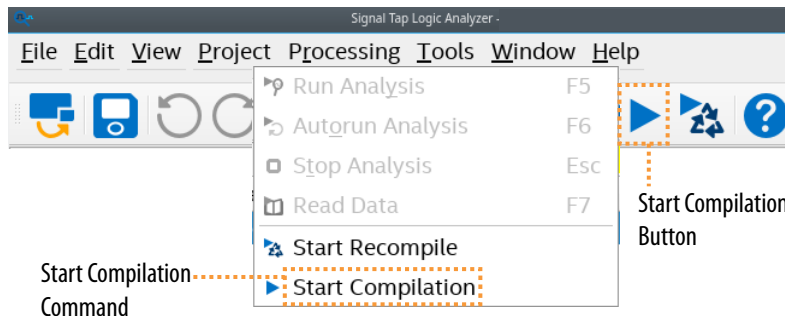 Signal Tap Logic Analyzer -
File Edit View Project Processing Tools Window Help
Run Analysis F5
Autorun Analysis F6
Stop Analysis Esc
Read Data F7
Start Recompile
Start Compilation
Start Compilation
Button
Start Compilation
Command